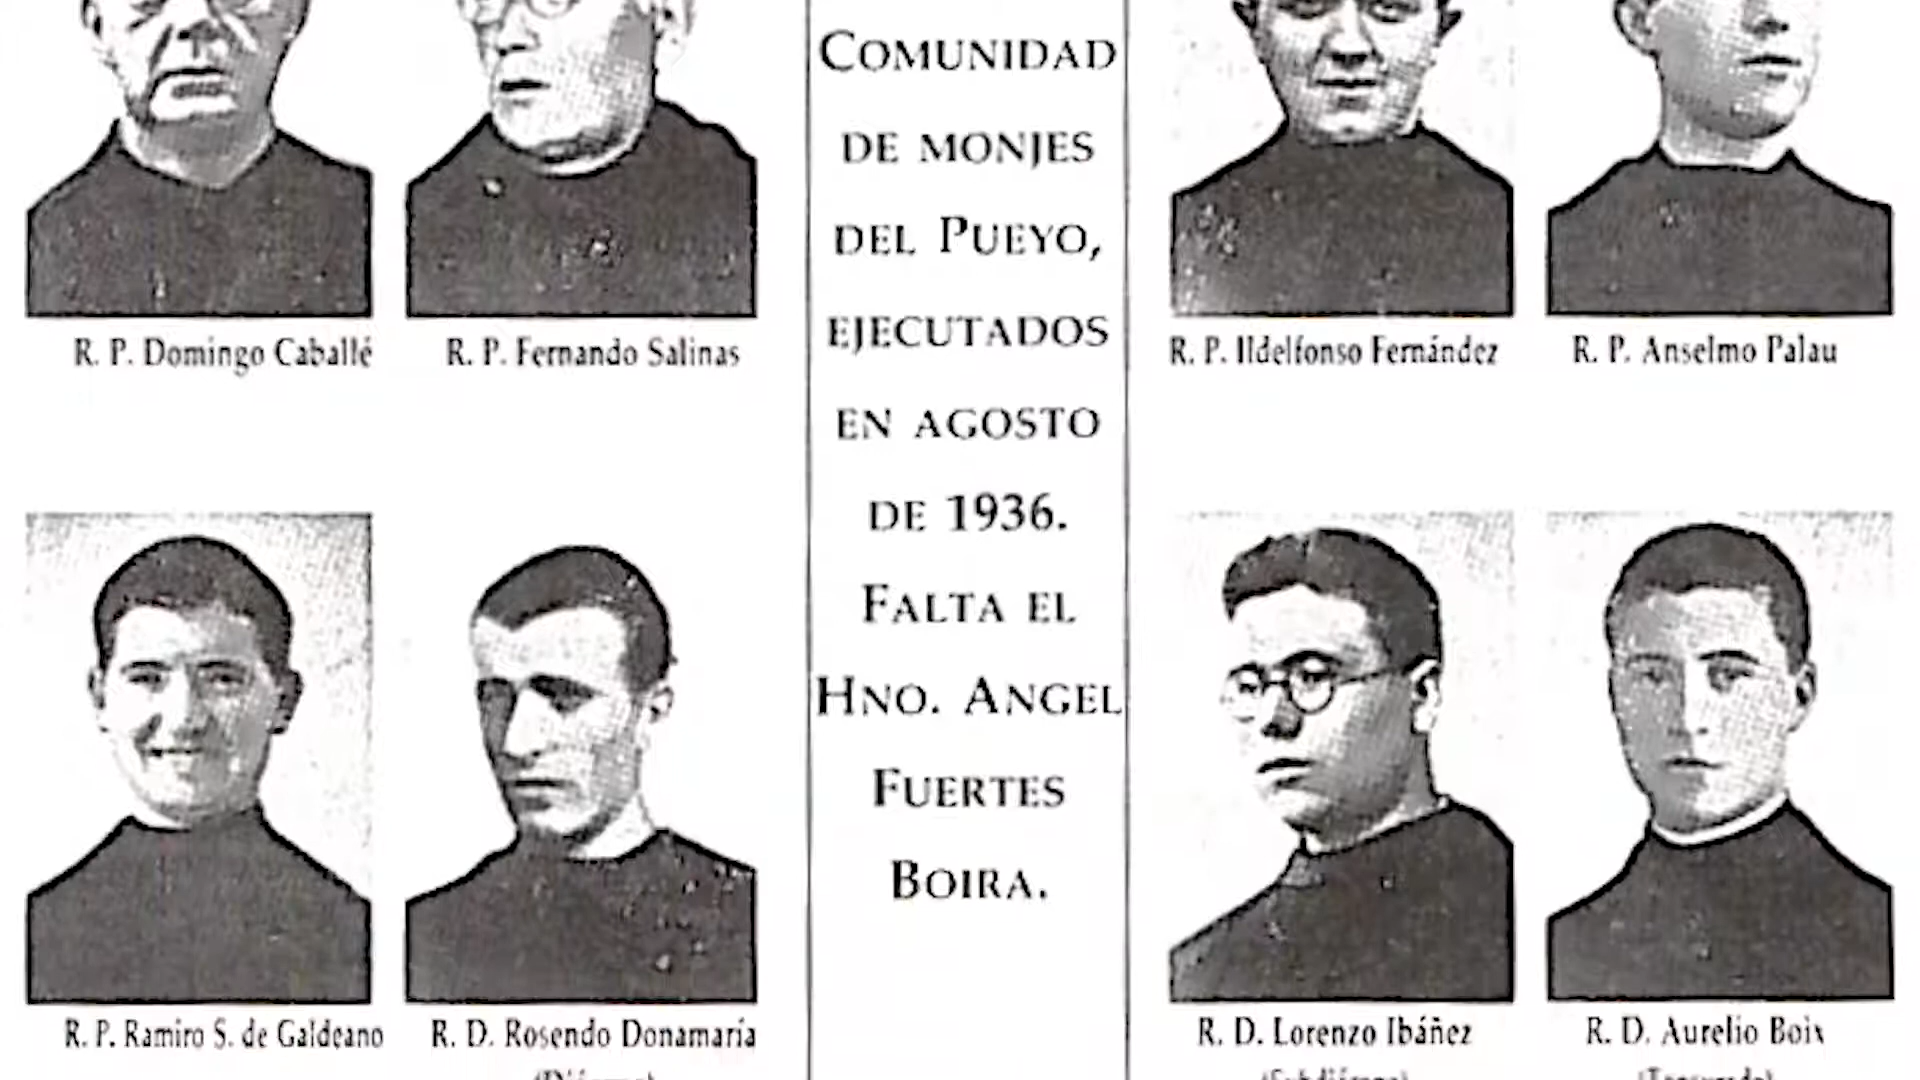 COMUNIDAD
DE MONJES
DEL PUEYO,
EJECUTADOS
EN AGOSTO
DE 1936.
FALTA EL
HNO. ANGEL
FUERTES
BOIRA.
R. P. Domingo Caballé
R. P. Fernando Salinas
R. P. Ildelfonso Fernández
R. P. Anselmo Palau
R. P. Ramiro S. de Galdeano
R. D. Rosendo Donamaría
R. D. Lorenzo Ibáñez
R. D. Aurelio Boix